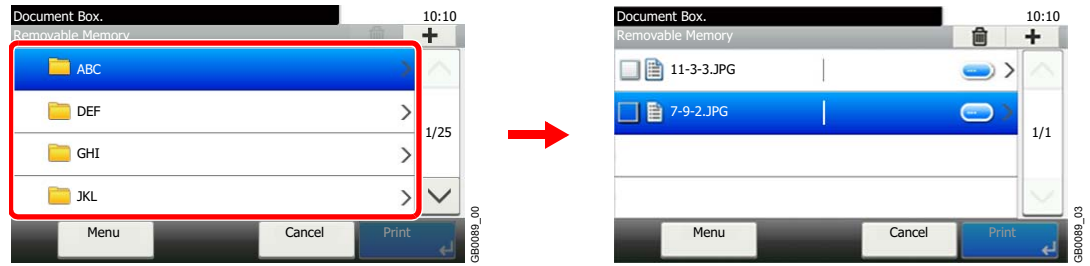 Document Box.
10:10
Removable Memory
ABC
DEF
GHI
JKL
1/25
Menu
Cancel
Print
GB0089_00
Document Box.
10:10
Removable Memory
11-3-3.JPG
7-9-2.JPG
1/1
Menu
Cancel
Print
GB0089_03